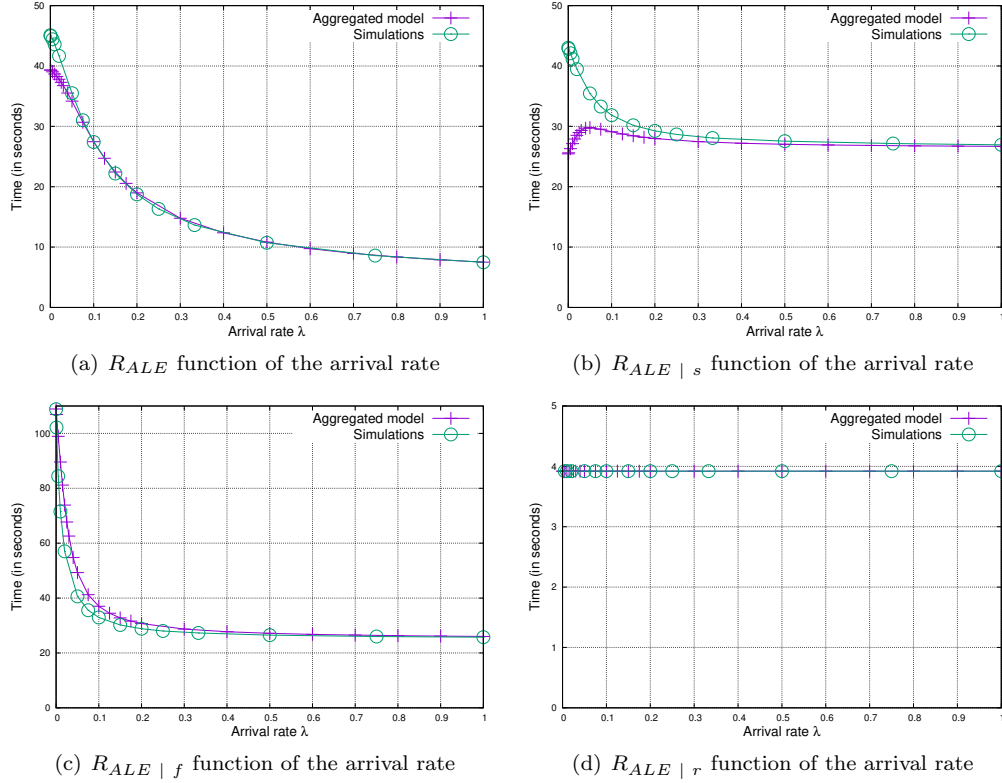 50
40
30
20
10
0
Time (in seconds)
0 0.1 0.2 0.3 0.4 0.5 0.6 0.7 0.8 0.9 1
Arrival rate λ
Aggregated model
Simulations
(a) R_ALE function of the arrival rate
50
40
30
20
10
0
Time (in seconds)
0 0.1 0.2 0.3 0.4 0.5 0.6 0.7 0.8 0.9 1
Arrival rate λ
Aggregated model
Simulations
(b) R_ALE | s function of the arrival rate
100
80
60
40
20
0
Time (in seconds)
0 0.1 0.2 0.3 0.4 0.5 0.6 0.7 0.8 0.9 1
Arrival rate λ
Aggregated model
Simulations
(c) R_ALE | f function of the arrival rate
5
4
3
2
1
0
Time (in seconds)
0 0.1 0.2 0.3 0.4 0.5 0.6 0.7 0.8 0.9 1
Arrival rate λ
Aggregated model
Simulations
(d) R_ALE | r function of the arrival rate